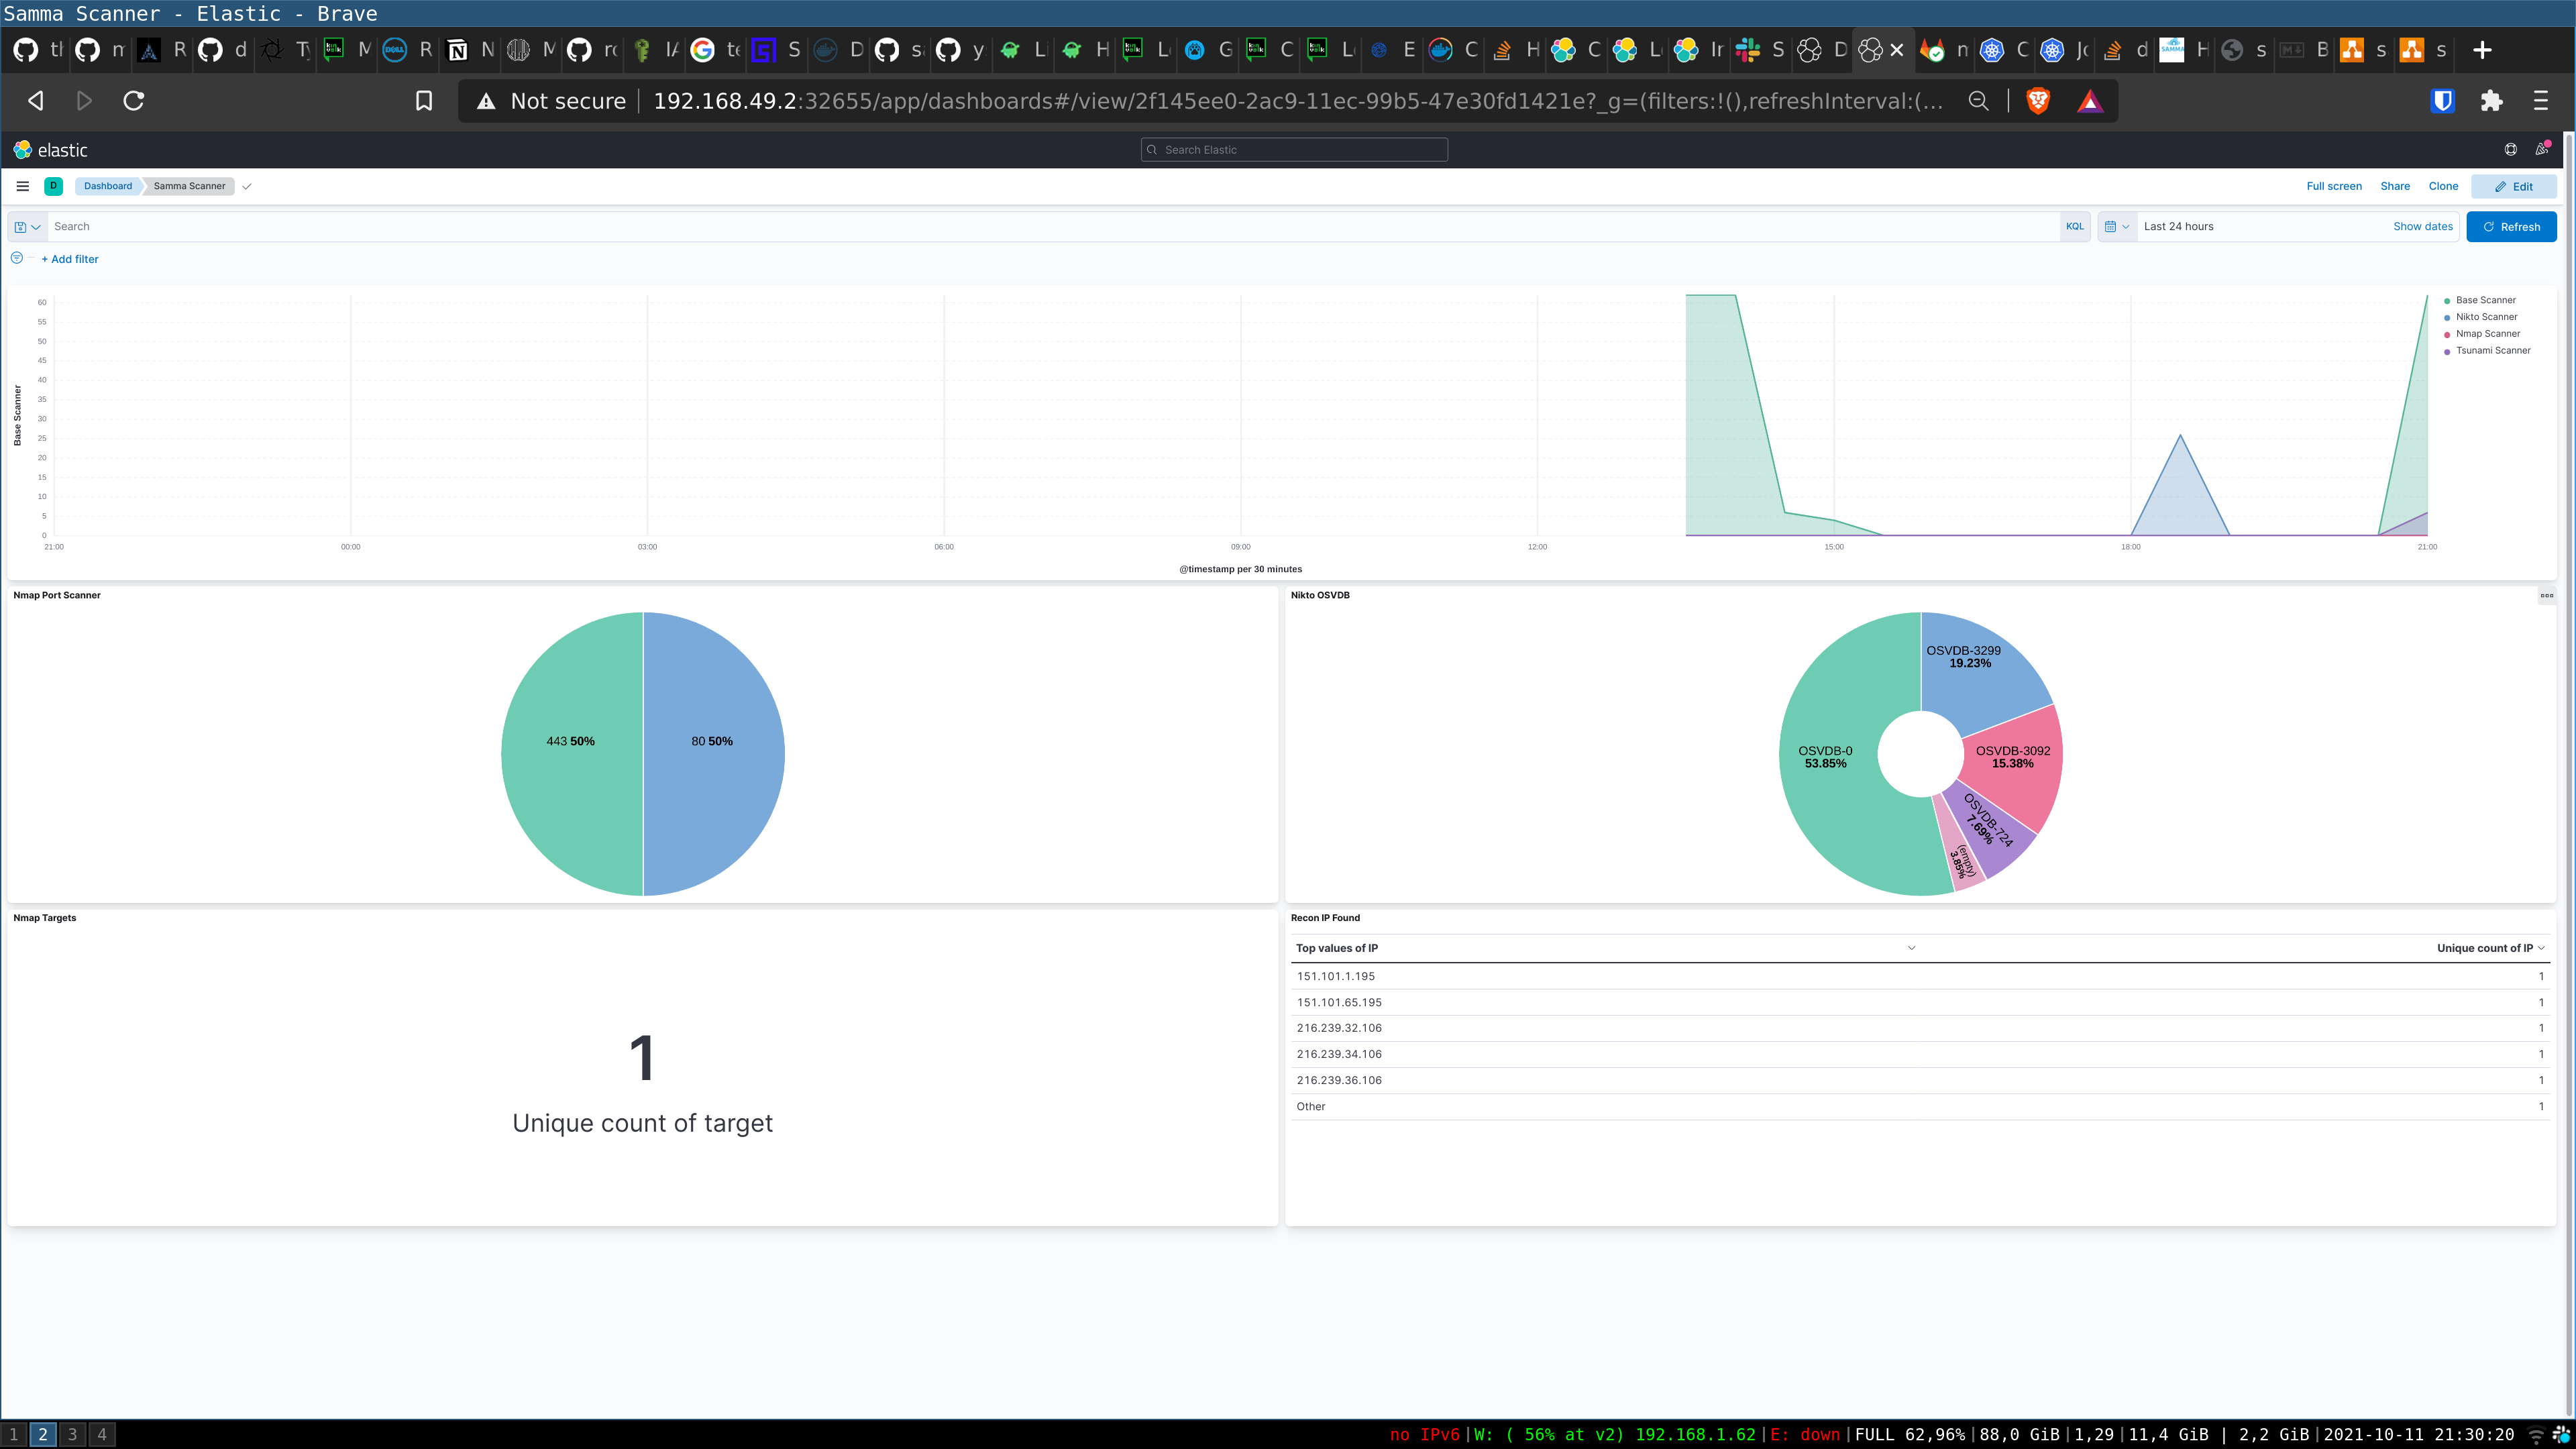 Samma Scanner - Elastic - Brave
Not secure 192.168.49.2:32655/app/dashboards#/view/2f145ee0-2ac9-11ec-99b5-47e30fd1421e?_g=(filters:!(),refreshInterval:(…
elastic
Search Elastic
D Dashboard Samma Scanner
Full screen Share Clone Edit
Search KQL Last 24 hours Show dates Refresh
+ Add filter
60
55
50
45
40
35
30
25
20
15
10
5
0
Base Scanner
21:00 00:00 03:00 06:00 09:00 12:00 15:00 18:00 21:00
@timestamp per 30 minutes
Base Scanner
Nikto Scanner
Nmap Scanner
Tsunami Scanner
Nmap Port Scanner
443 50%
80 50%
Nikto OSVDB
OSVDB-3299
19.23%
OSVDB-3092
15.38%
OSVDB-724
7.69%
(empty)
3.85%
OSVDB-0
53.85%
Nmap Targets
1
Unique count of target
Recon IP Found
Top values of IP Unique count of IP
151.101.1.195 1
151.101.65.195 1
216.239.32.106 1
216.239.34.106 1
216.239.36.106 1
Other 1
1 2 3 4
no IPv6|W: ( 56% at v2) 192.168.1.62|E: down|FULL 62,96%|88,0 GiB|1,29|11,4 GiB | 2,2 GiB|2021-10-11 21:30:20